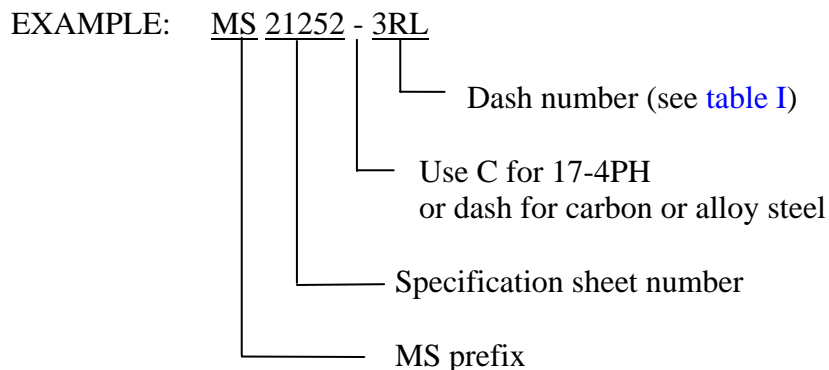 EXAMPLE: MS 21252 - 3RL
Dash number (see table I)
Use C for 17-4PH
or dash for carbon or alloy steel
Specification sheet number
MS prefix